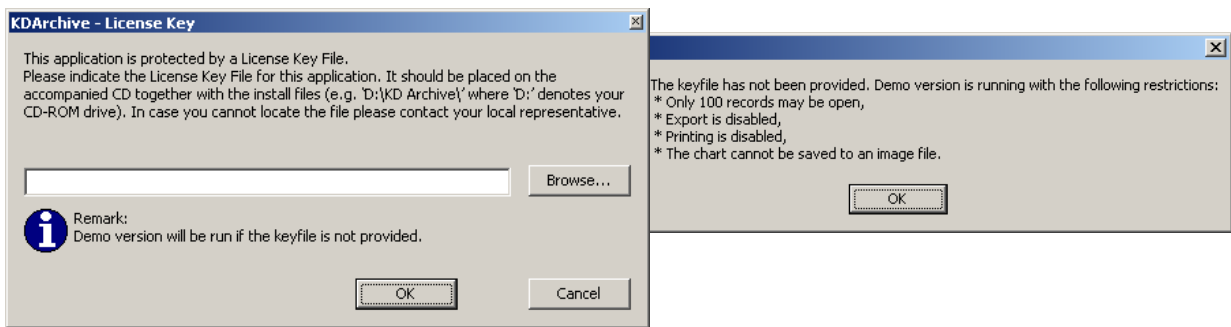 KDArchive - License Key
This application is protected by a License Key File.
Please indicate the License Key File for this application. It should be placed on the
accompanied CD together with the install files (e.g. 'D:\KD Archive\' where 'D:' denotes your
CD-ROM drive). In case you cannot locate the file please contact your local representative.
Browse...
Remark:
Demo version will be run if the keyfile is not provided.
OK
Cancel
The keyfile has not been provided. Demo version is running with the following restrictions:
* Only 100 records may be open,
* Export is disabled,
* Printing is disabled,
* The chart cannot be saved to an image file.
OK